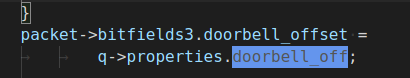 }
packet->bitfields3.doorbell_offset =
q->properties.doorbell_off;